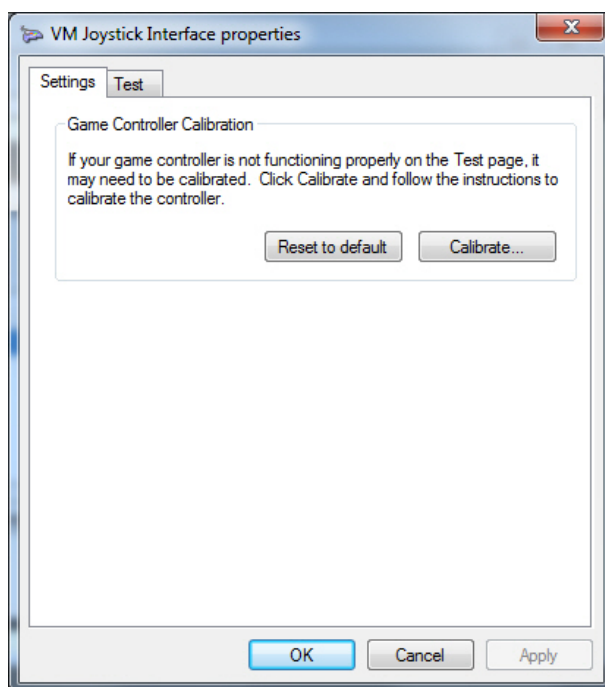 VM Joystick Interface properties
Settings
Test
Game Controller Calibration
If your game controller is not functioning properly on the Test page, it
may need to be calibrated. Click Calibrate and follow the instructions to
calibrate the controller.
Reset to default
Calibrate...
OK
Cancel
Apply